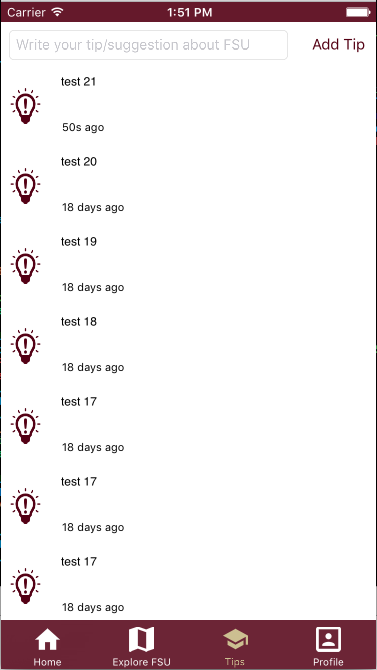 Carrier 1:51 PM
Write your tip/suggestion about FSU Add Tip
test 21
50s ago
test 20
18 days ago
test 19
18 days ago
test 18
18 days ago
test 17
18 days ago
test 17
18 days ago
test 17
18 days ago
Home Explore FSU Tips Profile